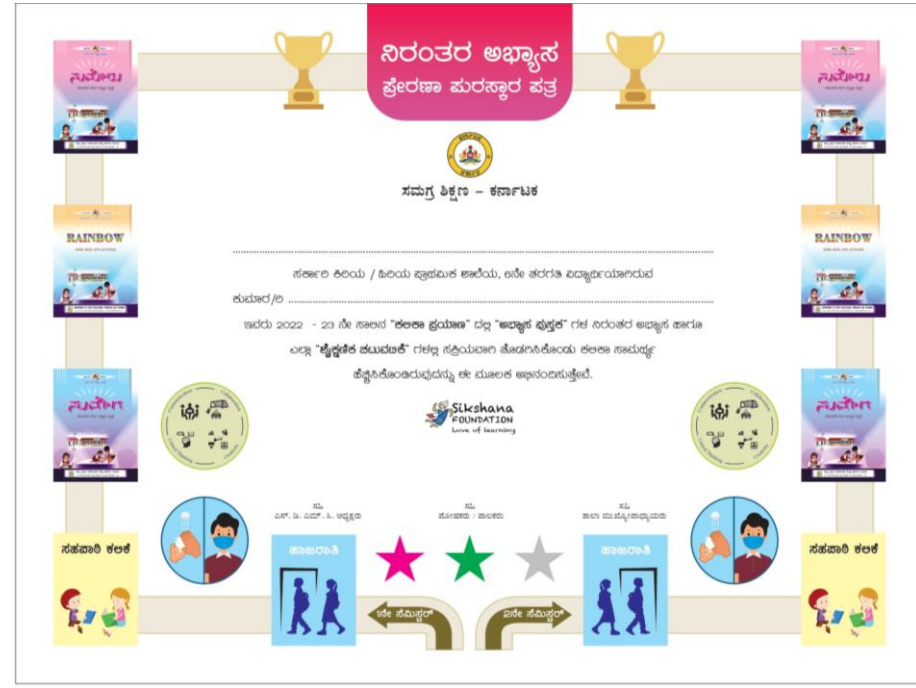 ನಿರಂತರ ಅಭ್ಯಾಸ
ಪ್ರೇರಣಾ ಪುರಸ್ಕಾರ ಪತ್ರ
ಸಮಗ್ರ ಶಿಕ್ಷಣ – ಕರ್ನಾಟಕ
ಸರ್ಕಾರಿ ಕಿರಿಯ / ಹಿರಿಯ ಪ್ರಾಥಮಿಕ ಶಾಲೆಯ, 6ನೇ ತರಗತಿ ವಿದ್ಯಾರ್ಥಿಯಾಗಿರುವ
ಕುಮಾರ/ರಿ
ಇವರು 2022 - 23 ನೇ ಸಾಲಿನ "ಕಲಿಕಾ ಪ್ರಯಾಣ" ದಲ್ಲಿ "ಅಭ್ಯಾಸ ಪುಸ್ತಕ" ಗಳ ನಿರಂತರ ಅಭ್ಯಾಸ ಹಾಗೂ
ಎಲ್ಲಾ "ಶೈಕ್ಷಣಿಕ ಚಟುವಟಿಕೆ" ಗಳಲ್ಲಿ ಸಕ್ರಿಯವಾಗಿ ತೊಡಗಿಸಿಕೊಂಡು ಕಲಿಕಾ ಸಾಮರ್ಥ್ಯ
ಹೆಚ್ಚಿಸಿಕೊಂಡಿರುವುದನ್ನು ಈ ಮೂಲಕ ಅಭಿನಂದಿಸುತ್ತೇವೆ.
Sikshana
FOUNDATION
Love of learning
ಸಹಿ
ಎಸ್. ಡಿ. ಎಮ್. ಸಿ. ಅಧ್ಯಕ್ಷರು
ಸಹಿ
ಪೋಷಕರು / ಪಾಲಕರು
ಸಹಿ
ಶಾಲಾ ಮುಖ್ಯೋಪಾಧ್ಯಾಯರು
ಸುಮೇರು
RAINBOW
ಸುವೇಗ
ಸಹಪಾಠಿ ಕಲಿಕೆ
ಹಾಜರಾತಿ
1ನೇ ಸೆಮಿಸ್ಟರ್
2ನೇ ಸೆಮಿಸ್ಟರ್
ಹಾಜರಾತಿ
ಸುಮೇರು
RAINBOW
ಸುವೇಗ
ಸಹಪಾಠಿ ಕಲಿಕೆ